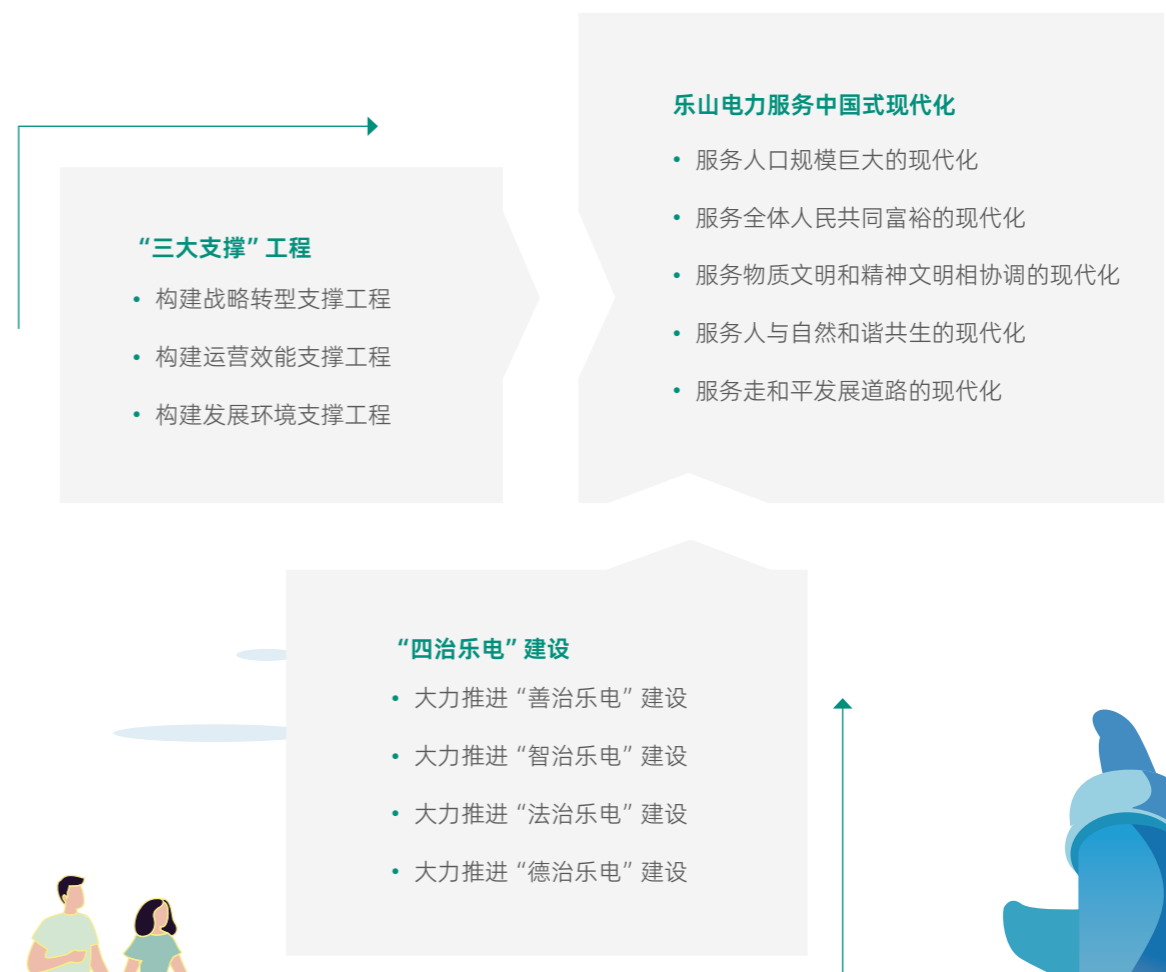 “三大支撑”工程
• 构建战略转型支撑工程
• 构建运营效能支撑工程
• 构建发展环境支撑工程
乐山电力服务中国式现代化
• 服务人口规模巨大的现代化
• 服务全体人民共同富裕的现代化
• 服务物质文明和精神文明相协调的现代化
• 服务人与自然和谐共生的现代化
• 服务走和平发展道路的现代化
“四治乐电”建设
• 大力推进“善治乐电”建设
• 大力推进“智治乐电”建设
• 大力推进“法治乐电”建设
• 大力推进“德治乐电”建设